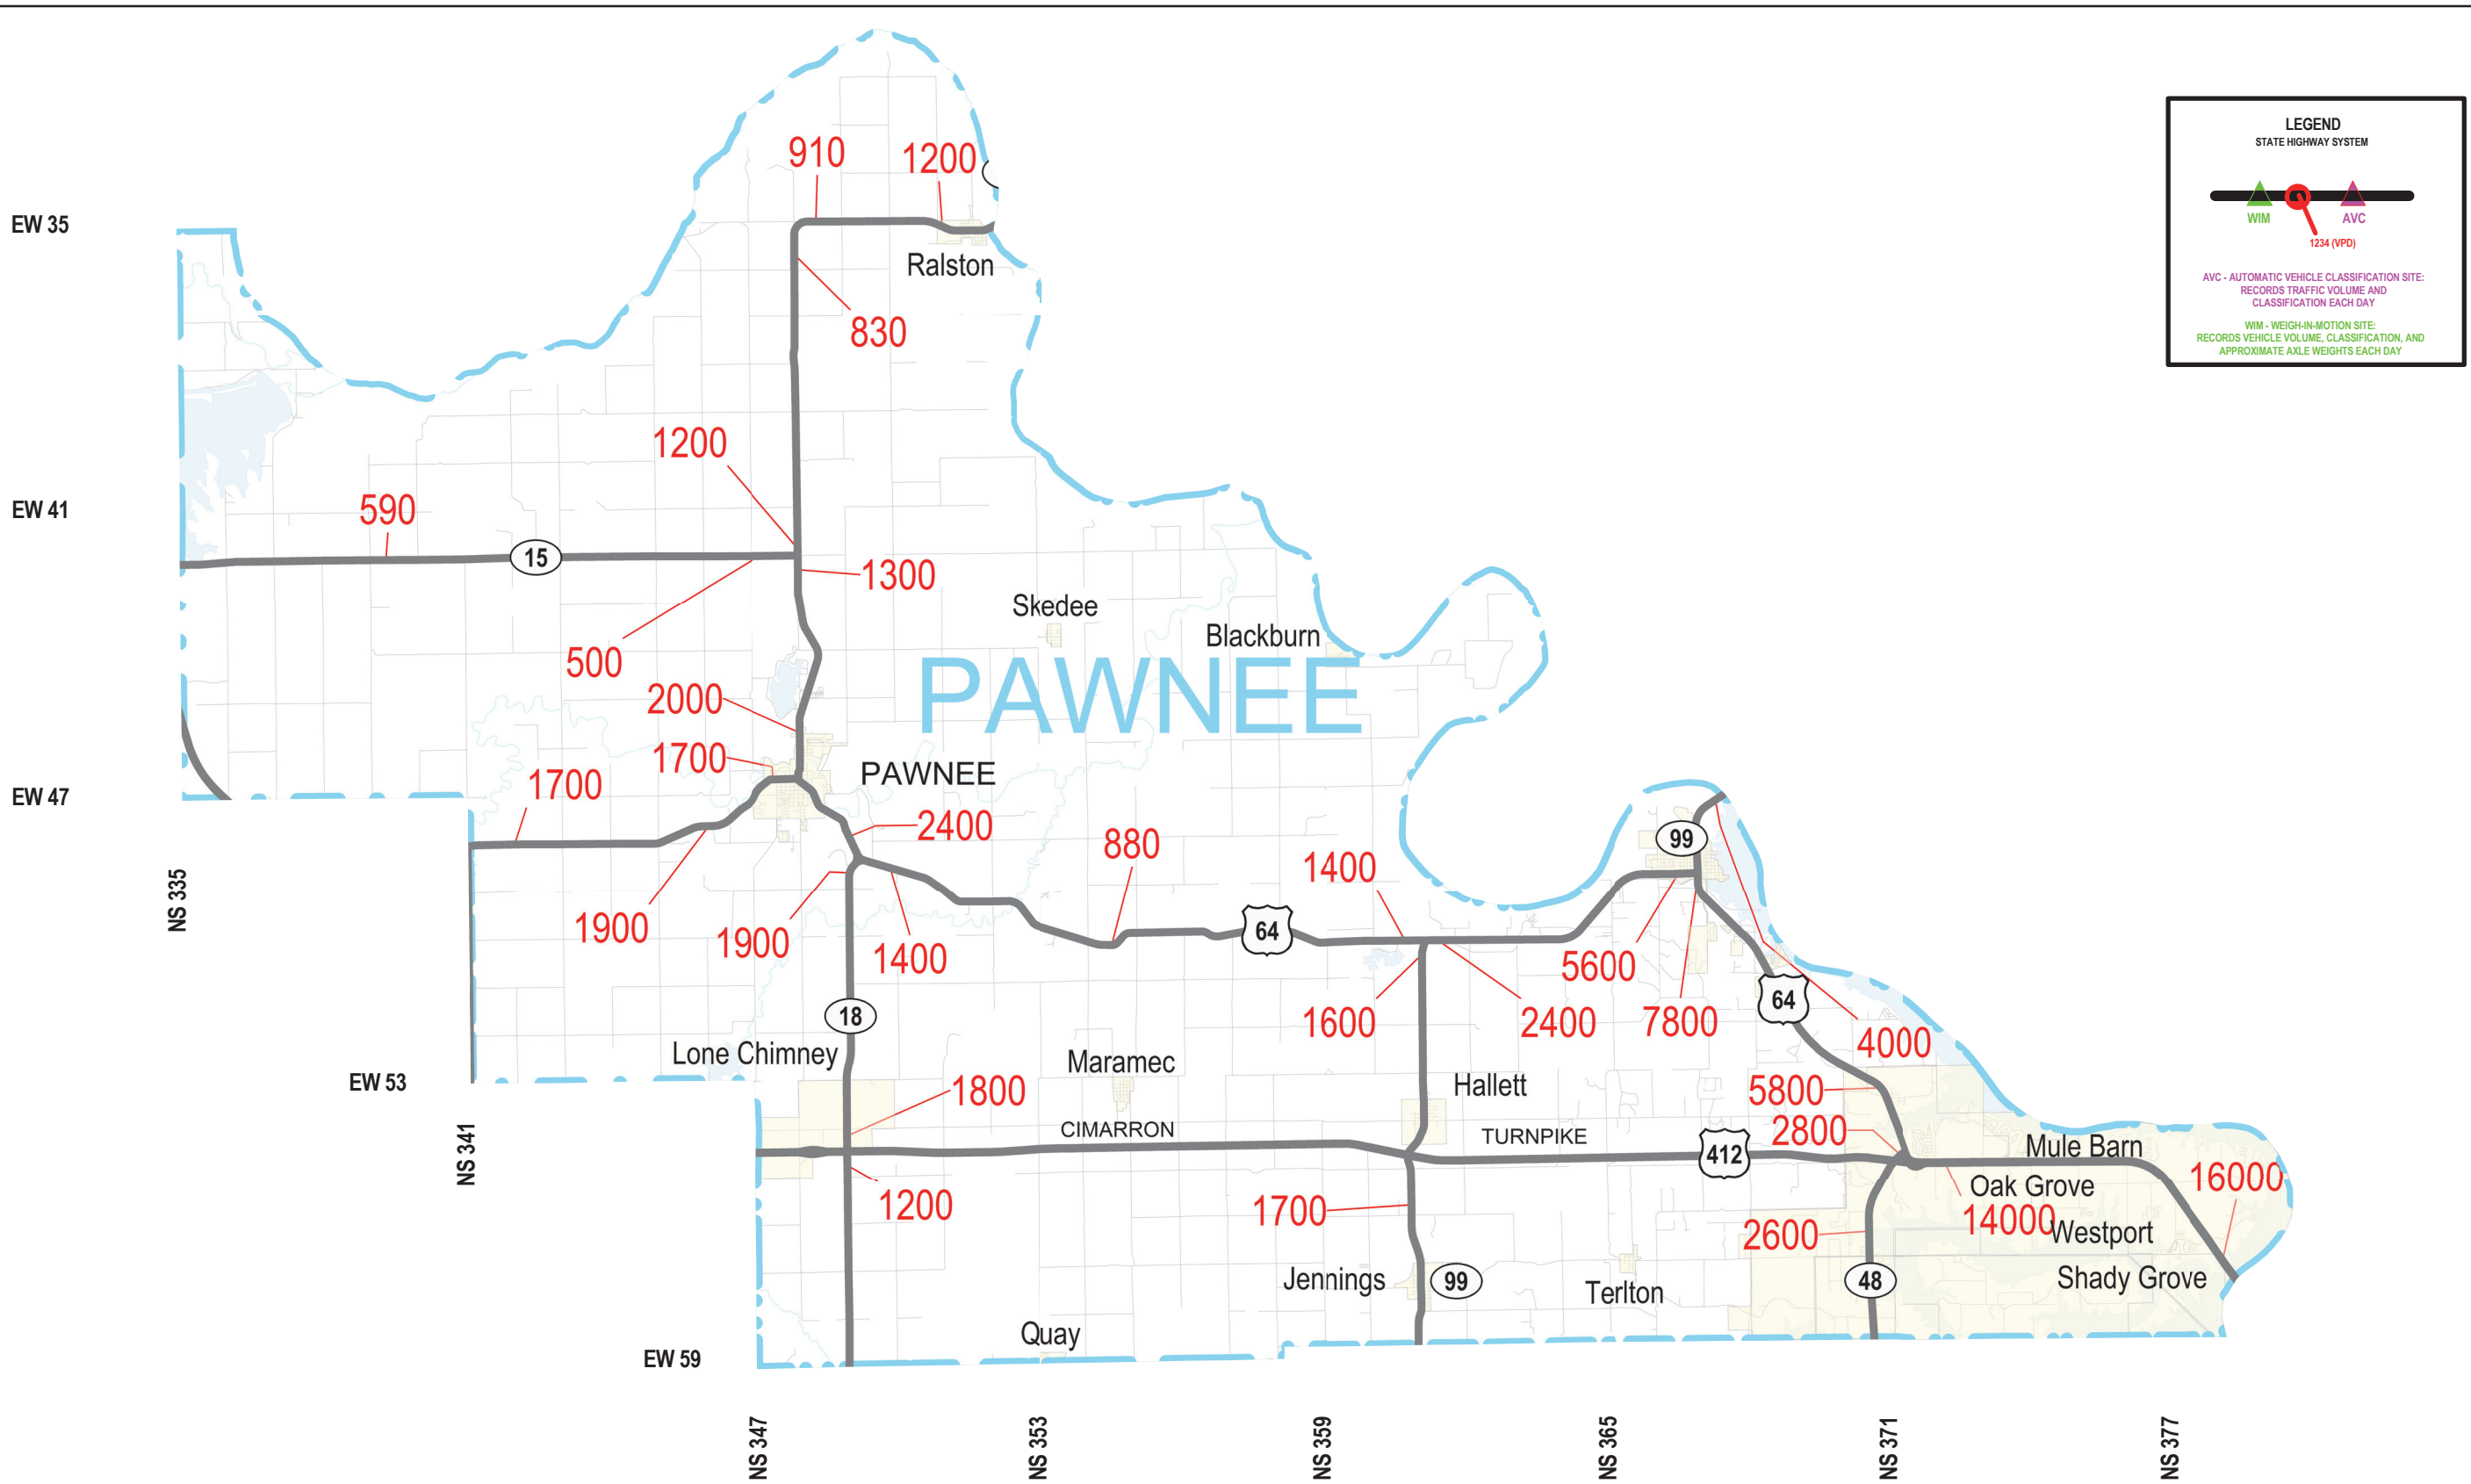 LEGEND
STATE HIGHWAY SYSTEM
WIM
AVC
1234 (VPD)
AVC - AUTOMATIC VEHICLE CLASSIFICATION SITE:
RECORDS TRAFFIC VOLUME AND
CLASSIFICATION EACH DAY
WIM - WEIGH-IN-MOTION SITE:
RECORDS VEHICLE VOLUME, CLASSIFICATION, AND
APPROXIMATE AXLE WEIGHTS EACH DAY
910
1200
EW 35
Ralston
830
1200
EW 41
590
15
1300
Skedee
Blackburn
500
2000
PAWNEE
1700
PAWNEE
1700
EW 47
2400
880
1400
99
NS 335
1900
1900
1400
64
5600
64
18
1600
2400
7800
4000
Lone Chimney
Maramec
EW 53
1800
Hallett
5800
CIMARRON
TURNPIKE
2800
Mule Barn
NS 341
412
16000
Oak Grove
1200
1700
14000
2600
Westport
Jennings
99
Terlton
48
Shady Grove
Quay
EW 59
NS 347
NS 353
NS 359
NS 365
NS 371
NS 377